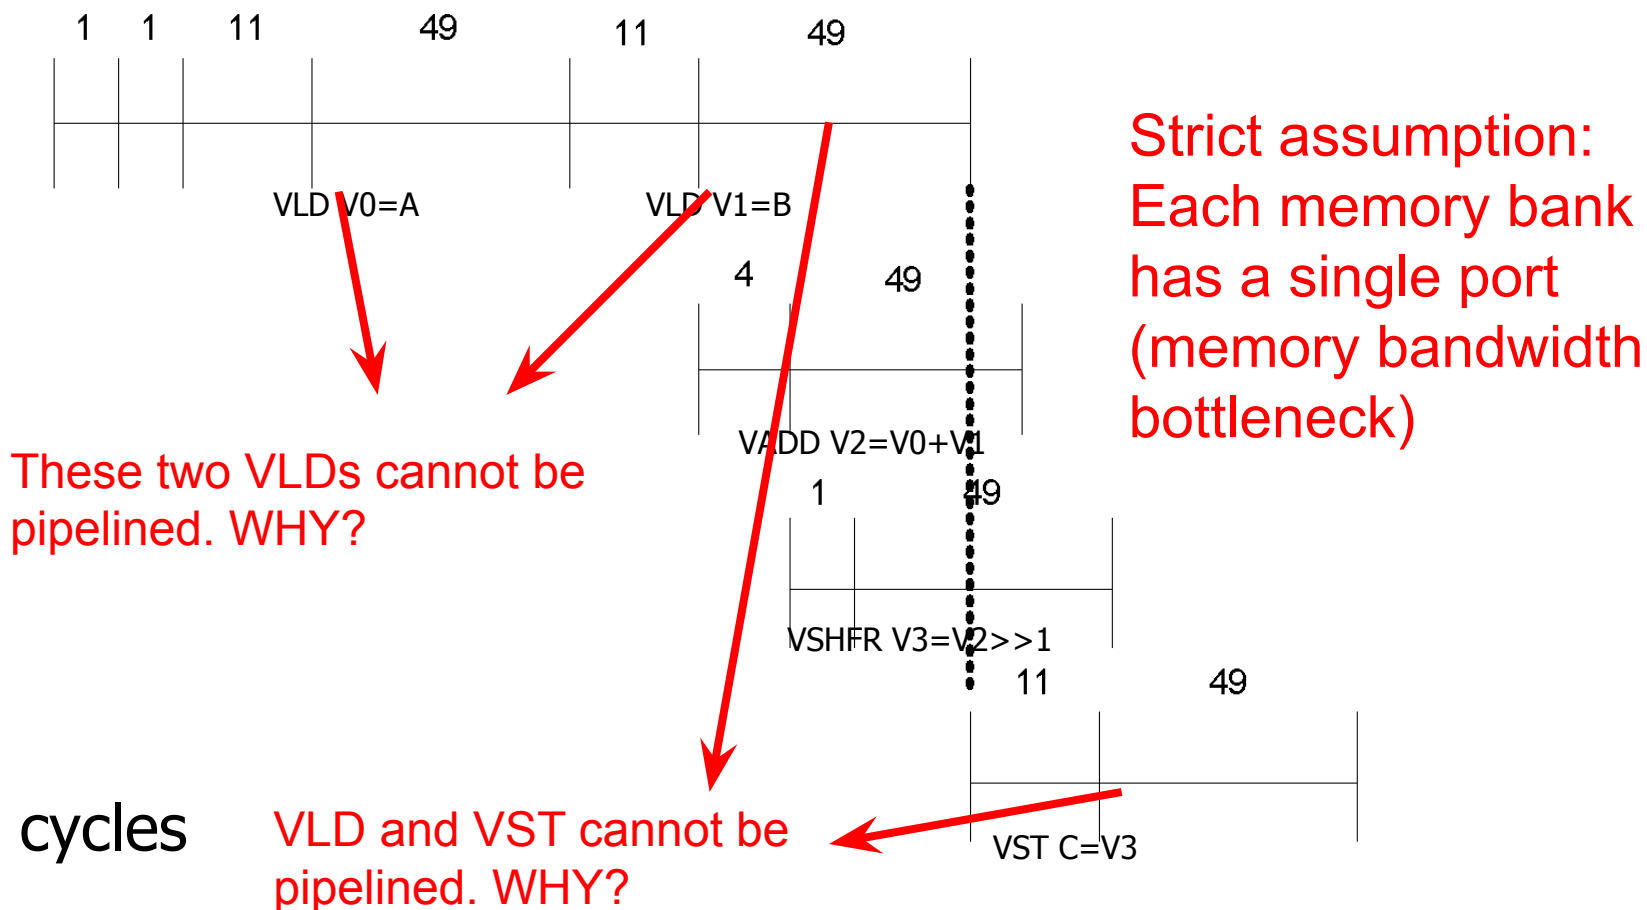 1 1 11 49 11 49
Strict assumption:
Each memory bank
has a single port
(memory bandwidth
bottleneck)
VLD V0=A VLD V1=B
4 49
VADD V2=V0+V1
These two VLDs cannot be
pipelined. WHY?
1 49
VSHFR V3=V2>>1
11 49
VST C=V3
cycles
VLD and VST cannot be
pipelined. WHY?